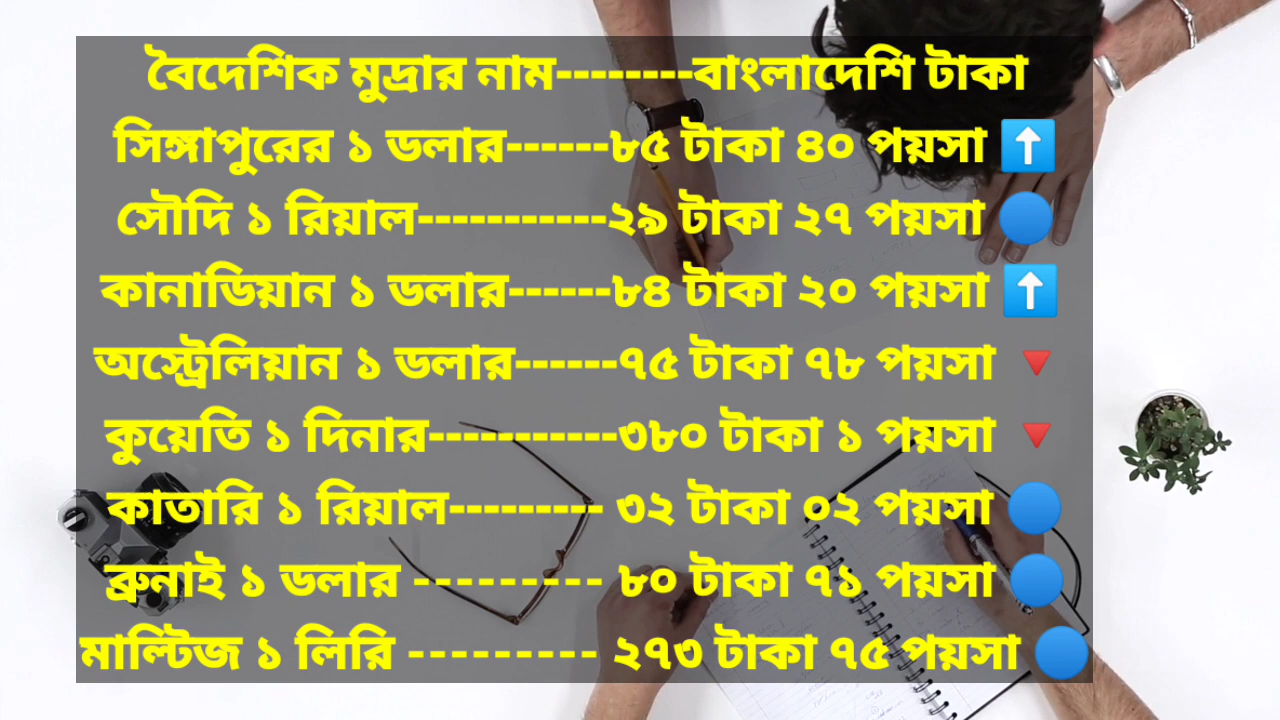 বৈদেশিক মুদ্রার নাম--------বাংলাদেশি টাকা
সিঙ্গাপুরের ১ ডলার------৮৫ টাকা ৪০ পয়সা ⬆️
সৌদি ১ রিয়াল-----------২৯ টাকা ২৭ পয়সা 🔵
কানাডিয়ান ১ ডলার------৮৪ টাকা ২০ পয়সা ⬆️
অস্ট্রেলিয়ান ১ ডলার------৭৫ টাকা ৭৮ পয়সা 🔻
কুয়েতি ১ দিনার-----------৩৮০ টাকা ১ পয়সা 🔻
কাতারি ১ রিয়াল--------- ৩২ টাকা ০২ পয়সা 🔵
ব্রুনাই ১ ডলার --------- ৮০ টাকা ৭১ পয়সা 🔵
মাল্টিজ ১ লিরি --------- ২৭৩ টাকা ৭৫ পয়সা 🔵